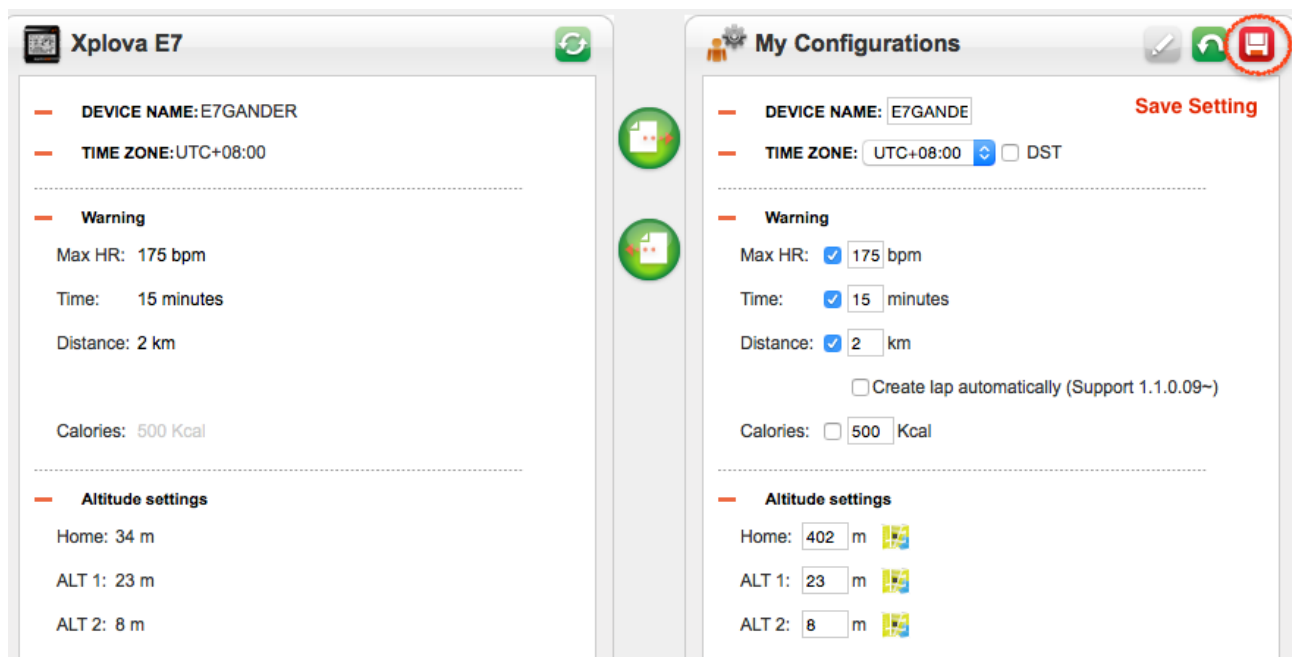 Xplova E7
DEVICE NAME: E7GANDER
TIME ZONE: UTC+08:00
Warning
Max HR: 175 bpm
Time: 15 minutes
Distance: 2 km
Calories: 500 Kcal
Altitude settings
Home: 34 m
ALT 1: 23 m
ALT 2: 8 m
My Configurations
Save Setting
DEVICE NAME: E7GANDE
TIME ZONE: UTC+08:00 DST
Warning
Max HR: 175 bpm
Time: 15 minutes
Distance: 2 km
Create lap automatically (Support 1.1.0.09~)
Calories: 500 Kcal
Altitude settings
Home: 402 m
ALT 1: 23 m
ALT 2: 8 m